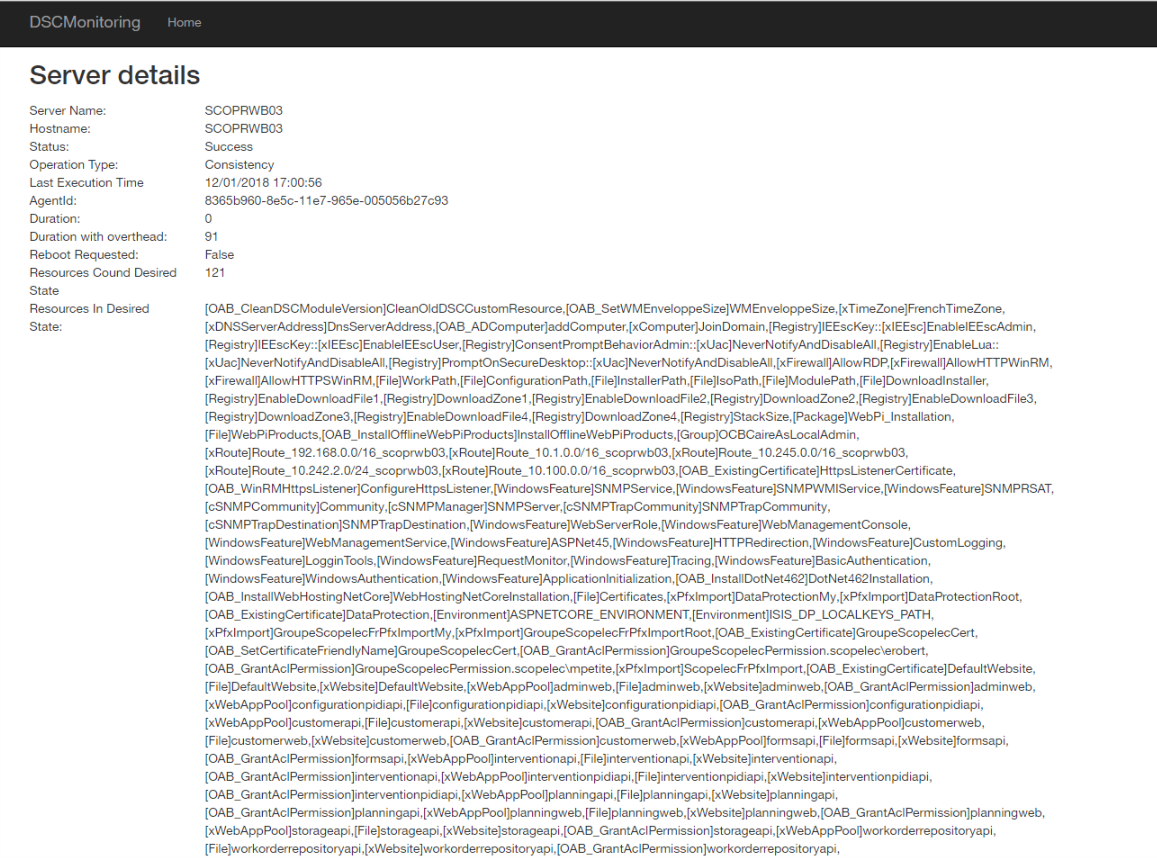 DSCMonitoring Home
Server details
Server Name: SCOPRWB03
Hostname: SCOPRWB03
Status: Success
Operation Type: Consistency
Last Execution Time 12/01/2018 17:00:56
AgentId: 8365b960-8e5c-11e7-965e-005056b27c93
Duration: 0
Duration with overthead: 91
Reboot Requested: False
Resources Cound Desired State 121
Resources In Desired State: [OAB_CleanDSCModuleVersion]CleanOldDSCCustomResource,[OAB_SetWMEnveloppeSize]WMEnveloppeSize,[xTimeZone]FrenchTimeZone,
[xDNSServerAddress]DnsServerAddress,[OAB_ADComputer]addComputer,[xComputer]JoinDomain,[Registry]IEEscKey::[xIEEsc]EnableIEEscAdmin,
[Registry]IEEscKey::[xIEEsc]EnableIEEscUser,[Registry]ConsentPromptBehaviorAdmin::[xUac]NeverNotifyAndDisableAll,[Registry]EnableLua::
[xUac]NeverNotifyAndDisableAll,[Registry]PromptOnSecureDesktop::[xUac]NeverNotifyAndDisableAll,[xFirewall]AllowRDP,[xFirewall]AllowHTTPWinRM,
[xFirewall]AllowHTTPSWinRM,[File]WorkPath,[File]ConfigurationPath,[File]InstallerPath,[File]IsoPath,[File]ModulePath,[File]DownloadInstaller,
[Registry]EnableDownloadFile1,[Registry]DownloadZone1,[Registry]EnableDownloadFile2,[Registry]DownloadZone2,[Registry]EnableDownloadFile3,
[Registry]DownloadZone3,[Registry]EnableDownloadFile4,[Registry]DownloadZone4,[Registry]StackSize,[Package]WebPi_Installation,
[File]WebPiProducts,[OAB_InstallOfflineWebPiProducts]InstallOfflineWebPiProducts,[Group]OCBCaireAsLocalAdmin,
[xRoute]Route_192.168.0.0/16_scoprwb03,[xRoute]Route_10.1.0.0/16_scoprwb03,[xRoute]Route_10.245.0.0/16_scoprwb03,
[xRoute]Route_10.242.2.0/24_scoprwb03,[xRoute]Route_10.100.0.0/16_scoprwb03,[OAB_ExistingCertificate]HttpsListenerCertificate,
[OAB_WinRMHttpsListener]ConfigureHttpsListener,[WindowsFeature]SNMPService,[WindowsFeature]SNMPWMIService,[WindowsFeature]SNMPRSAT,
[cSNMPCommunity]Community,[cSNMPManager]SNMPServer,[cSNMPTrapCommunity]SNMPTrapCommunity,
[cSNMPTrapDestination]SNMPTrapDestination,[WindowsFeature]WebServerRole,[WindowsFeature]WebManagementConsole,
[WindowsFeature]WebManagementService,[WindowsFeature]ASPNet45,[WindowsFeature]HTTPRedirection,[WindowsFeature]CustomLogging,
[WindowsFeature]LogginTools,[WindowsFeature]RequestMonitor,[WindowsFeature]Tracing,[WindowsFeature]BasicAuthentication,
[WindowsFeature]WindowsAuthentication,[WindowsFeature]ApplicationInitialization,[OAB_InstallDotNet462]DotNet462Installation,
[OAB_InstallWebHostingNetCore]WebHostingNetCoreInstallation,[File]Certificates,[xPfxImport]DataProtectionMy,[xPfxImport]DataProtectionRoot,
[OAB_ExistingCertificate]DataProtection,[Environment]ASPNETCORE_ENVIRONMENT,[Environment]ISIS_DP_LOCALKEYS_PATH,
[xPfxImport]GroupeScopelecFrPfxImportMy,[xPfxImport]GroupeScopelecFrPfxImportRoot,[OAB_ExistingCertificate]GroupeScopelecCert,
[OAB_SetCertificateFriendlyName]GroupeScopelecCert,[OAB_GrantAclPermission]GroupeScopelecPermission.scopelec\erobert,
[OAB_GrantAclPermission]GroupeScopelecPermission.scopelec\mpetite,[xPfxImport]ScopelecFrPfxImport,[OAB_ExistingCertificate]DefaultWebsite,
[File]DefaultWebsite,[xWebsite]DefaultWebsite,[xWebAppPool]adminweb,[File]adminweb,[xWebsite]adminweb,[OAB_GrantAclPermission]adminweb,
[xWebAppPool]configurationpidiapi,[File]configurationpidiapi,[xWebsite]configurationpidiapi,[OAB_GrantAclPermission]configurationpidiapi,
[xWebAppPool]customerapi,[File]customerapi,[xWebsite]customerapi,[OAB_GrantAclPermission]customerapi,[xWebAppPool]customerweb,
[File]customerweb,[xWebsite]customerweb,[OAB_GrantAclPermission]customerweb,[xWebAppPool]formsapi,[File]formsapi,[xWebsite]formsapi,
[OAB_GrantAclPermission]formsapi,[xWebAppPool]interventionapi,[File]interventionapi,[xWebsite]interventionapi,
[OAB_GrantAclPermission]interventionapi,[xWebAppPool]interventionpidiapi,[File]interventionpidiapi,[xWebsite]interventionpidiapi,
[OAB_GrantAclPermission]interventionpidiapi,[xWebAppPool]planningapi,[File]planningapi,[xWebsite]planningapi,
[OAB_GrantAclPermission]planningapi,[xWebAppPool]planningweb,[File]planningweb,[xWebsite]planningweb,[OAB_GrantAclPermission]planningweb,
[xWebAppPool]storageapi,[File]storageapi,[xWebsite]storageapi,[OAB_GrantAclPermission]storageapi,[xWebAppPool]workorderrepositoryapi,
[File]workorderrepositoryapi,[xWebsite]workorderrepositoryapi,[OAB_GrantAclPermission]workorderrepositoryapi,